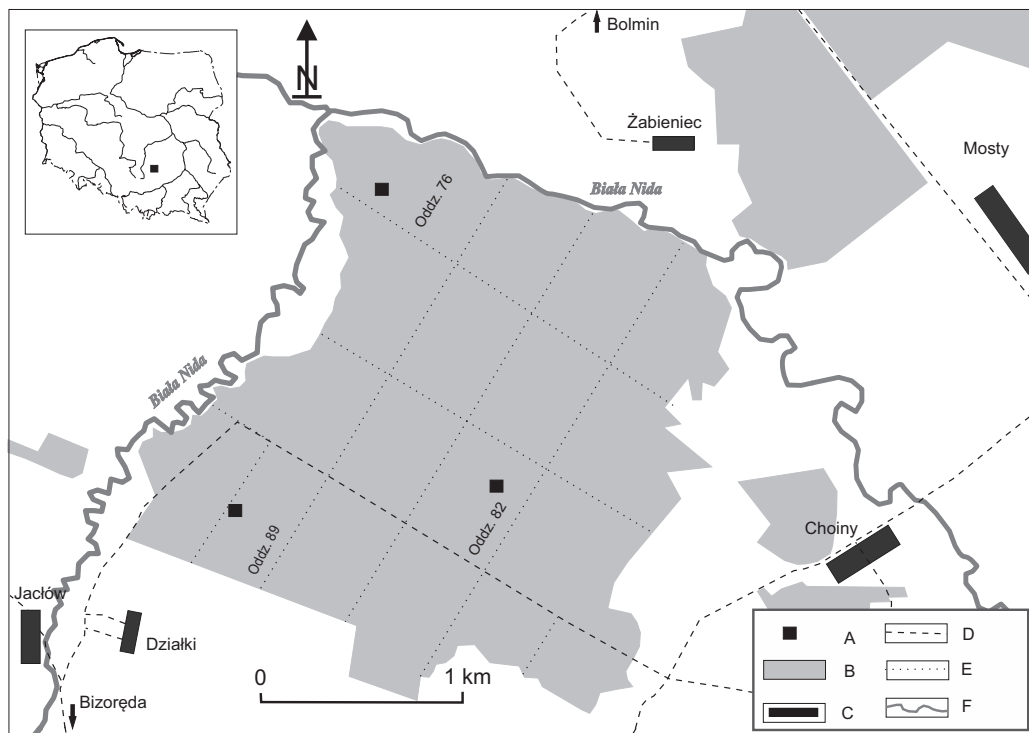 Bolmin
N
Żabieniec
Mosty
Oddz. 76
Biała Nida
Biała Nida
Oddz. 89
Oddz. 82
Choiny
Jacłów
Działki
Bizoręda
0 1 km
A
B
C
D
E
F